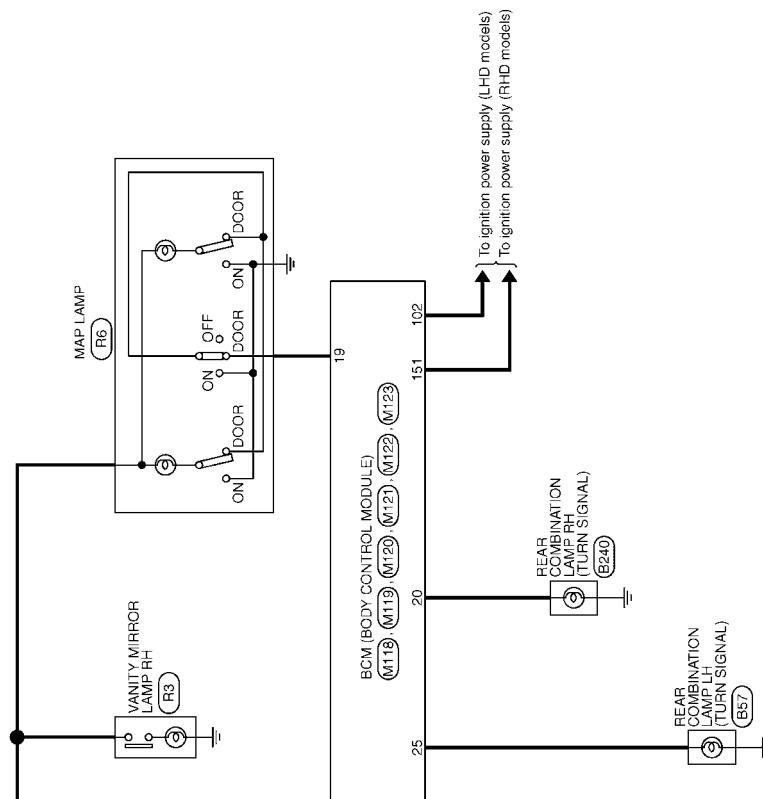 MAP LAMP
R6
OFF
ON
DOOR
ON
DOOR
ON
DOOR
19
To ignition power supply (LHD models)
To ignition power supply (RHD models)
102
151
BCM (BODY CONTROL MODULE)
M118 , M119 , M120 , M121 , M122 , M123
VANITY MIRROR
LAMP RH
R3
20
REAR
COMBINATION
LAMP RH
(TURN SIGNAL)
B240
25
REAR
COMBINATION
LAMP LH
(TURN SIGNAL)
B57